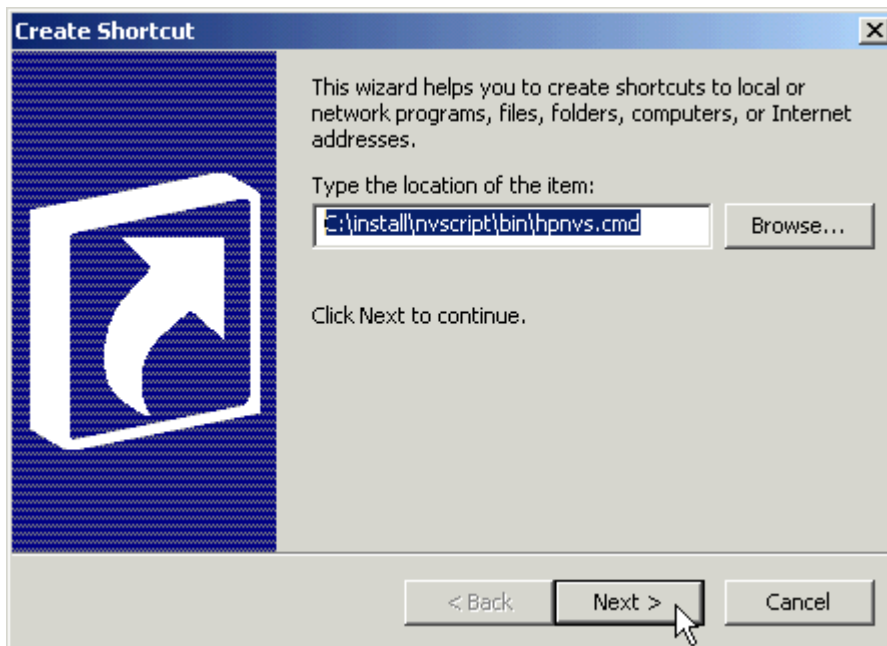 Create Shortcut
This wizard helps you to create shortcuts to local or
network programs, files, folders, computers, or Internet
addresses.
Type the location of the item:
C:\install\nvscript\bin\hpnvs.cmd
Browse...
Click Next to continue.
< Back
Next >
Cancel